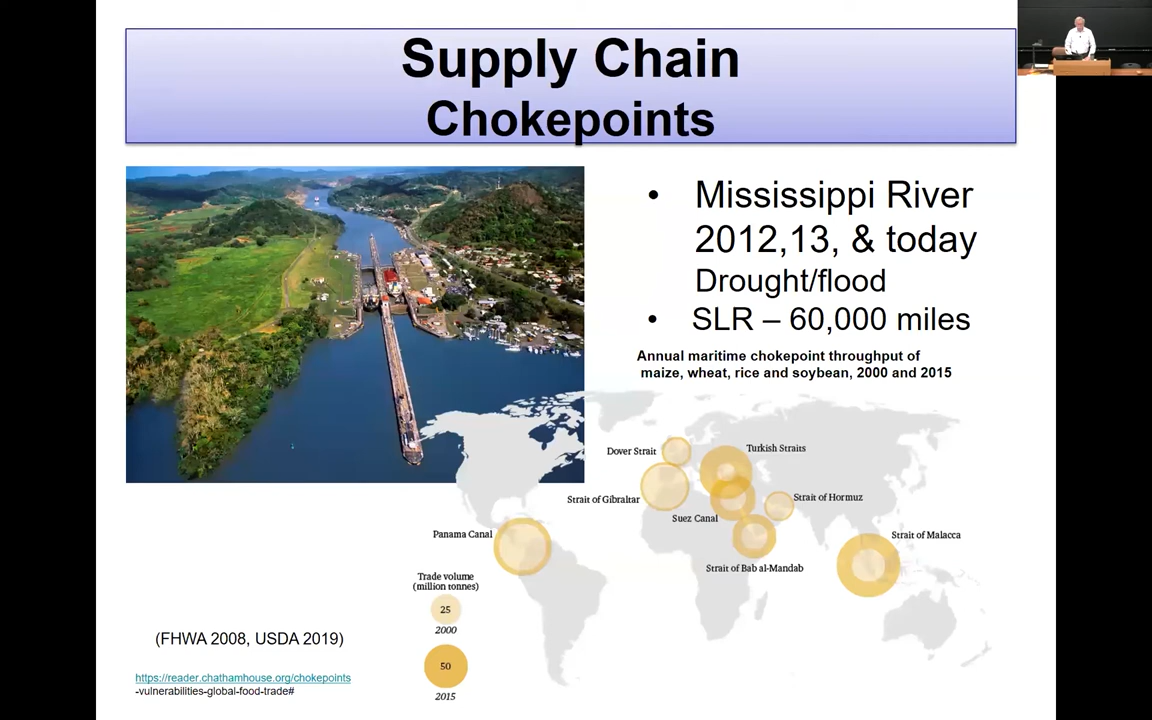 Supply Chain
Chokepoints
• Mississippi River
2012,13, & today
Drought/flood
• SLR – 60,000 miles
Annual maritime chokepoint throughput of
maize, wheat, rice and soybean, 2000 and 2015
Dover Strait
Turkish Straits
Strait of Gibraltar
Strait of Hormuz
Suez Canal
Panama Canal
Strait of Malacca
Strait of Bab al-Mandab
Trade volume
(million tonnes)
25
2000
50
2015
(FHWA 2008, USDA 2019)
https://reader.chathamhouse.org/chokepoints
-vulnerabilities-global-food-trade#